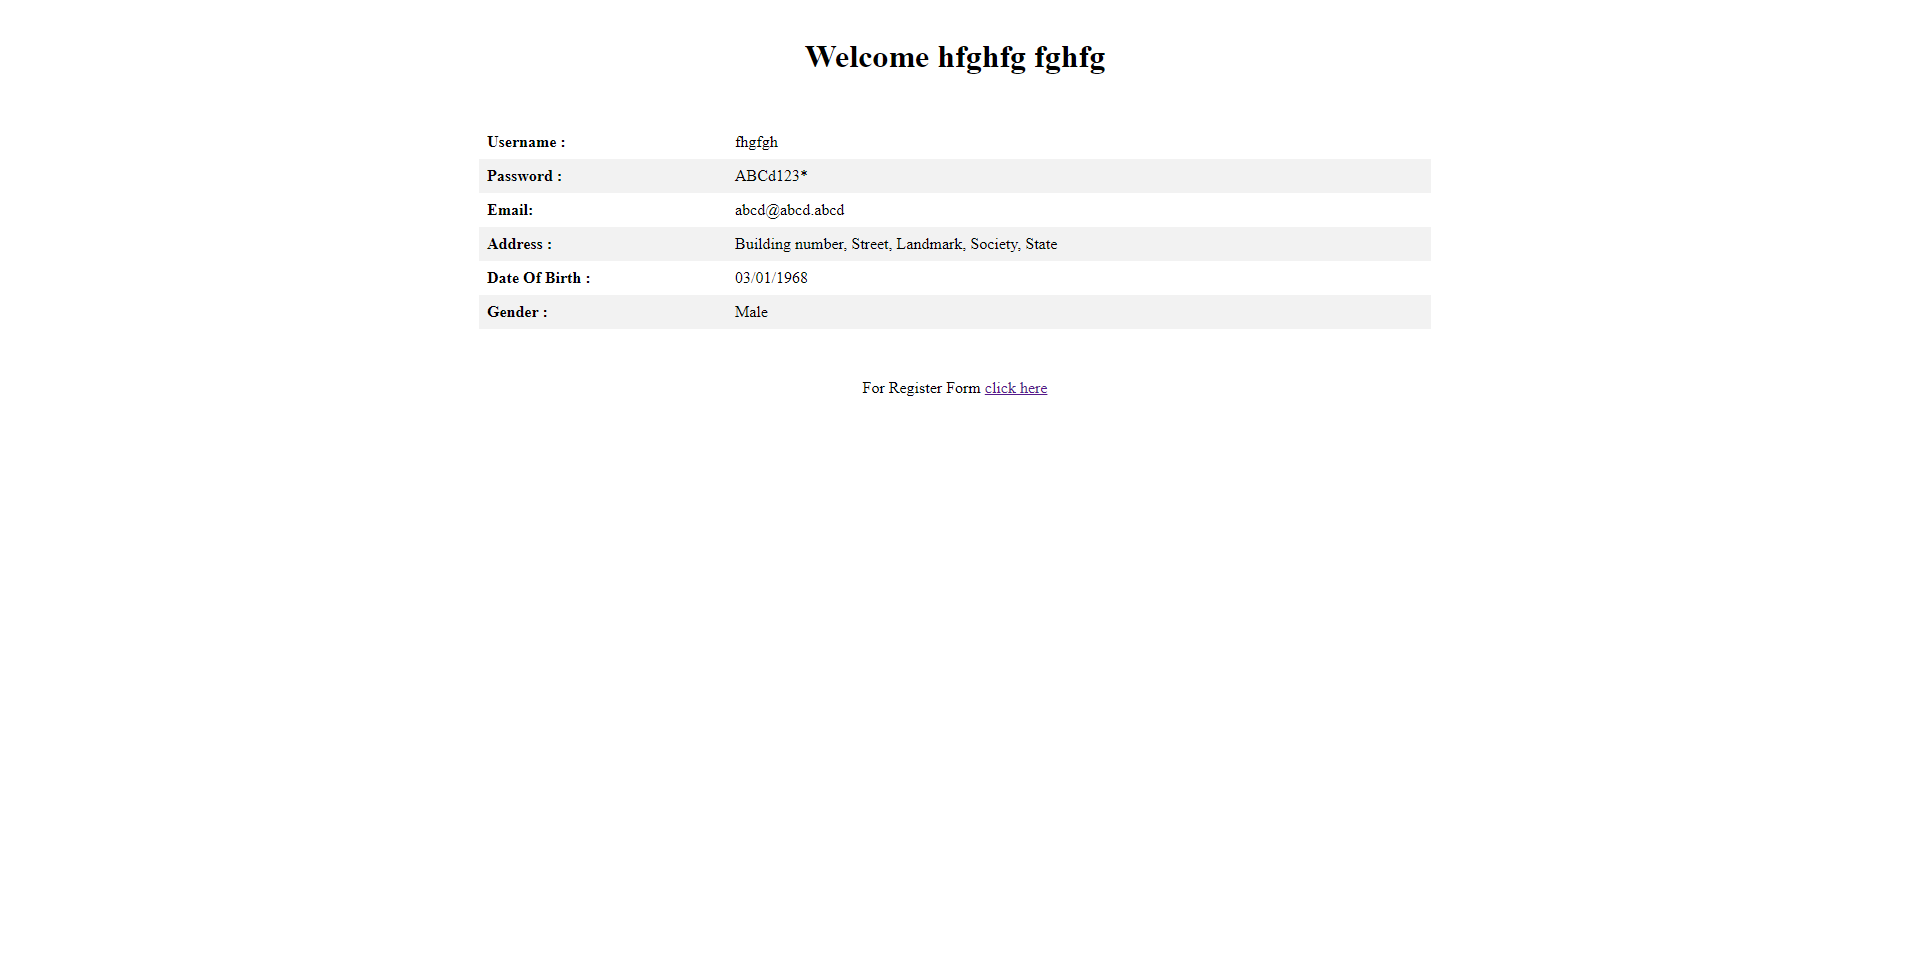 Welcome hfghfg fghfg
Username : fhgfgh
Password : ABCd123*
Email: abcd@abcd.abcd
Address : Building number, Street, Landmark, Society, State
Date Of Birth : 03/01/1968
Gender : Male
For Register Form click here